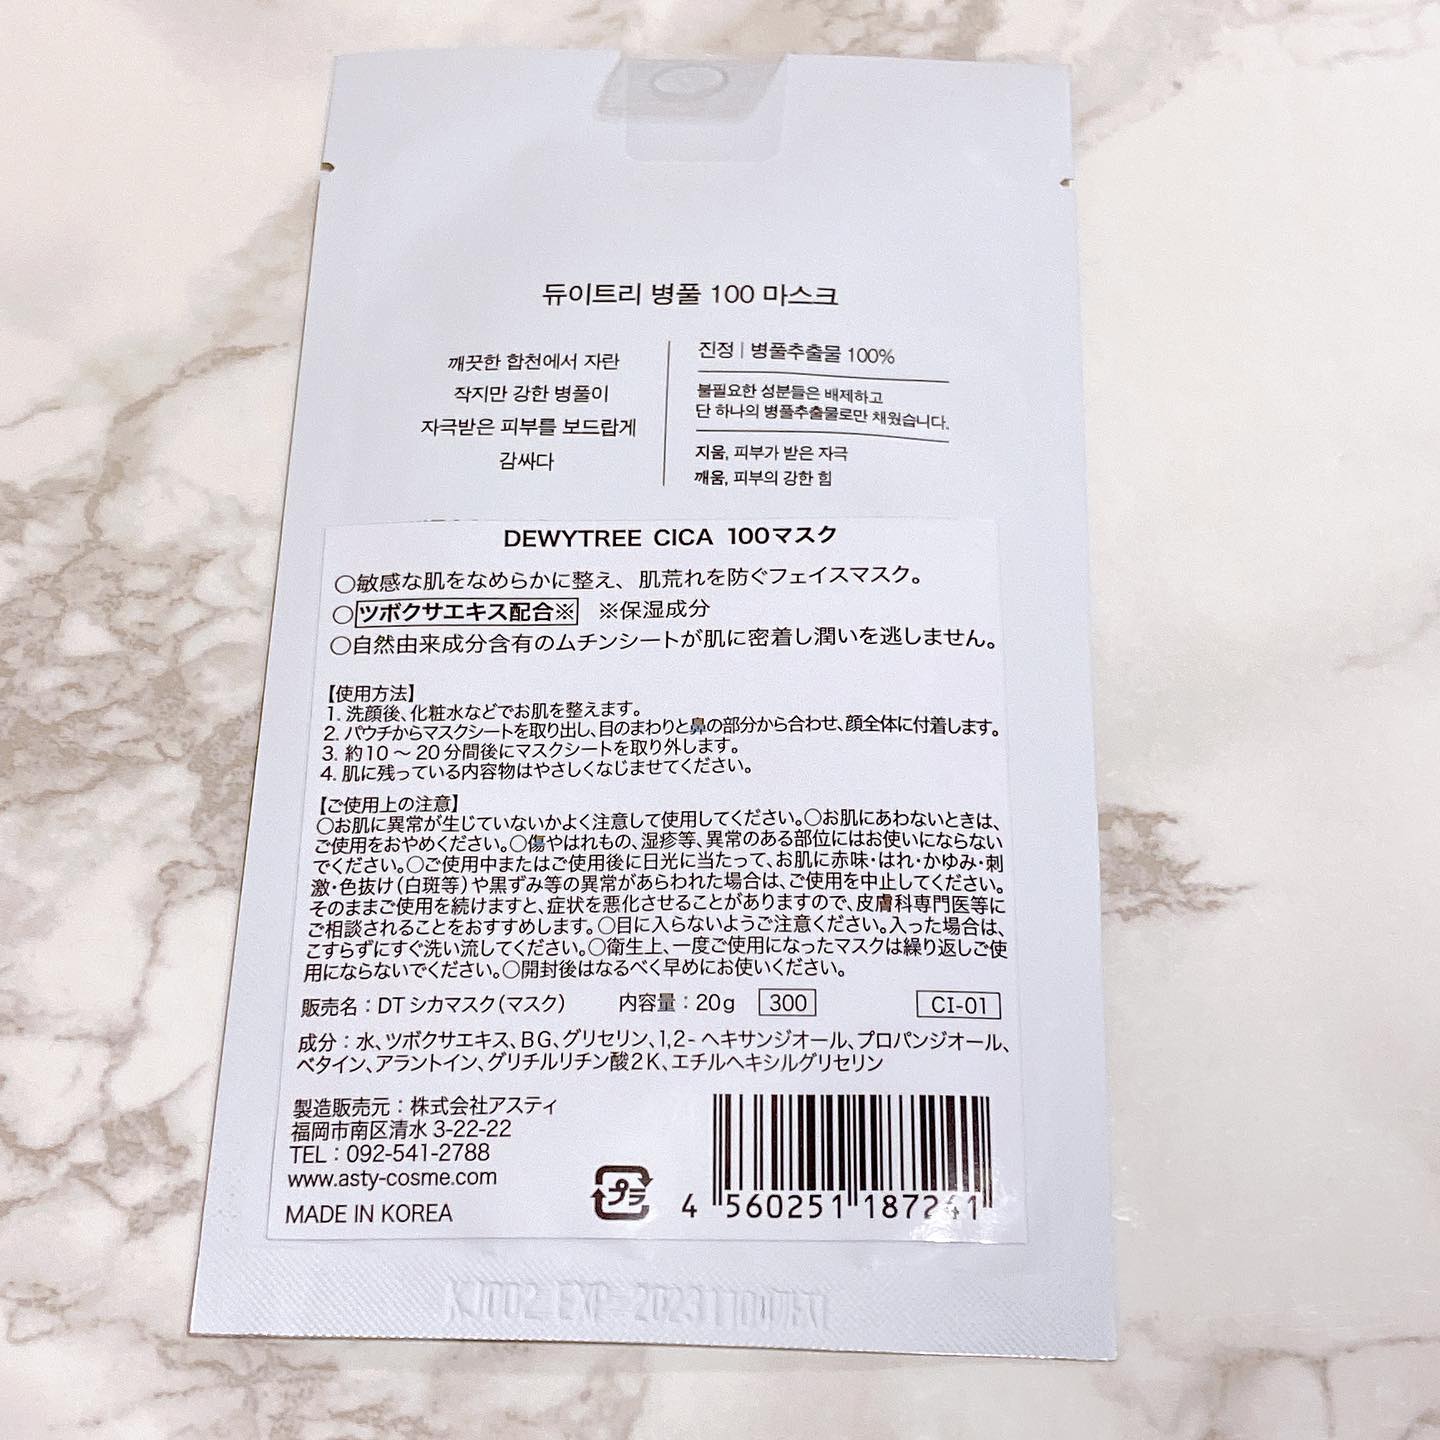 듀이트리 병풀 100 마스크
깨끗한 합천에서 자란
작지만 강한 병풀이
자극받은 피부를 보드랍게
감싸다
진정 | 병풀추출물 100%
불필요한 성분들은 배제하고
단 하나의 병풀추출물로만 채웠습니다.
지움, 피부가 받은 자극
깨움, 피부의 강한 힘
DEWYTREE CICA 100マスク
○敏感な肌をなめらかに整え、肌荒れを防ぐフェイスマスク。
○ツボクサエキス配合※ ※保湿成分
○自然由来成分含有のムチンシートが肌に密着し潤いを逃しません。
【使用方法】
1. 洗顔後、化粧水などでお肌を整えます。
2. パウチからマスクシートを取り出し、目のまわりと鼻の部分から合わせ、顔全体に付着します。
3. 約10～20分間後にマスクシートを取り外します。
4. 肌に残っている内容物はやさしくなじませてください。
【ご使用上の注意】
○お肌に異常が生じていないかよく注意して使用してください。○お肌にあわないときは、
ご使用をおやめください。○傷やはれもの、湿疹等、異常のある部位にはお使いにならない
でください。○ご使用中またはご使用後に日光に当たって、お肌に赤味・はれ・かゆみ・刺
激・色抜け(白斑等)や黒ずみ等の異常があらわれた場合は、ご使用を中止してください。
そのままご使用を続けますと、症状を悪化させることがありますので、皮膚科専門医等に
ご相談されることをおすすめします。○目に入らないようご注意ください。入った場合は、
こすらずにすぐ洗い流してください。○衛生上、一度ご使用になったマスクは繰り返しご使
用にならないでください。○開封後はなるべく早めにお使いください。
販売名：DTシカマスク(マスク) 内容量：20g 300 CI-01
成分：水、ツボクサエキス、BG、グリセリン、1,2-ヘキサンジオール、プロパンジオール、
ベタイン、アラントイン、グリチルリチン酸2K、エチルヘキシルグリセリン
製造販売元：株式会社アスティ
福岡市南区清水3-22-22
TEL：092-541-2788
www.asty-cosme.com
MADE IN KOREA
プラ
4 560251 187241
KJ002 EXP 20231100까지